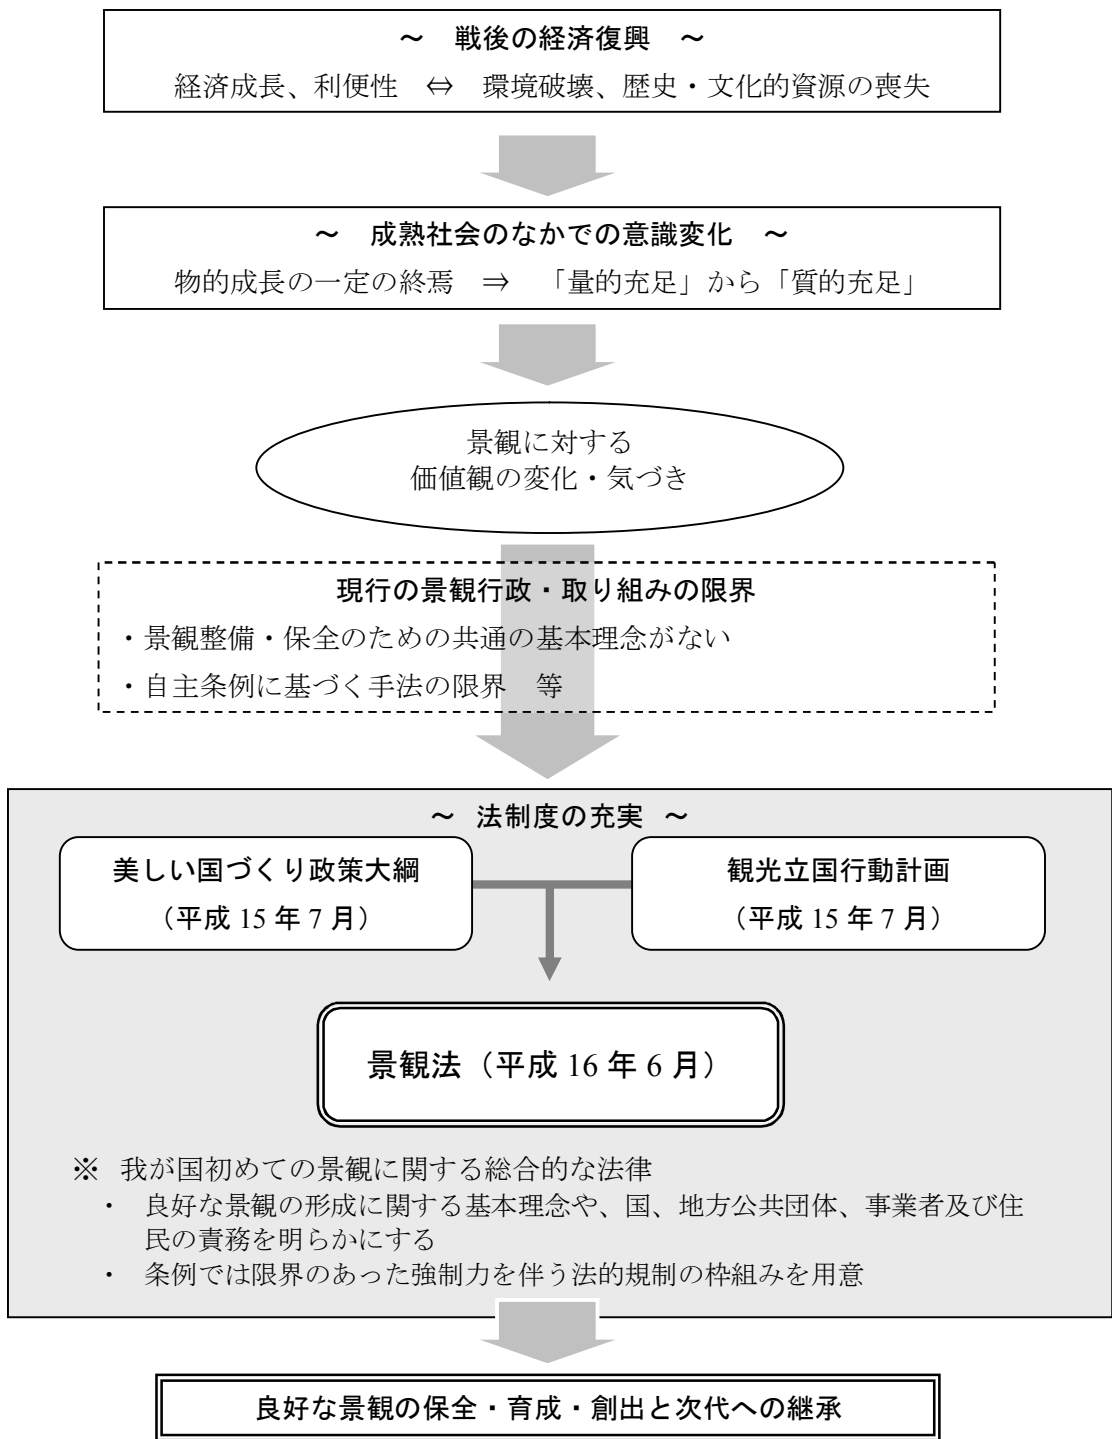 ～　戦後の経済復興　～
経済成長、利便性　⇔　環境破壊、歴史・文化的資源の喪失
～　成熟社会のなかでの意識変化　～
物的成長の一定の終焉　⇒　「量的充足」から「質的充足」
景観に対する
価値観の変化・気づき
現行の景観行政・取り組みの限界
・景観整備・保全のための共通の基本理念がない
・自主条例に基づく手法の限界　等
～ 法制度の充実 ～
美しい国づくり政策大綱
（平成 15 年 7 月）
観光立国行動計画
（平成 15 年 7 月）
景観法（平成 16 年 6 月）
※　我が国初めての景観に関する総合的な法律
・　良好な景観の形成に関する基本理念や、国、地方公共団体、事業者及び住
民の責務を明らかにする
・　条例では限界のあった強制力を伴う法的規制の枠組みを用意
良好な景観の保全・育成・創出と次代への継承